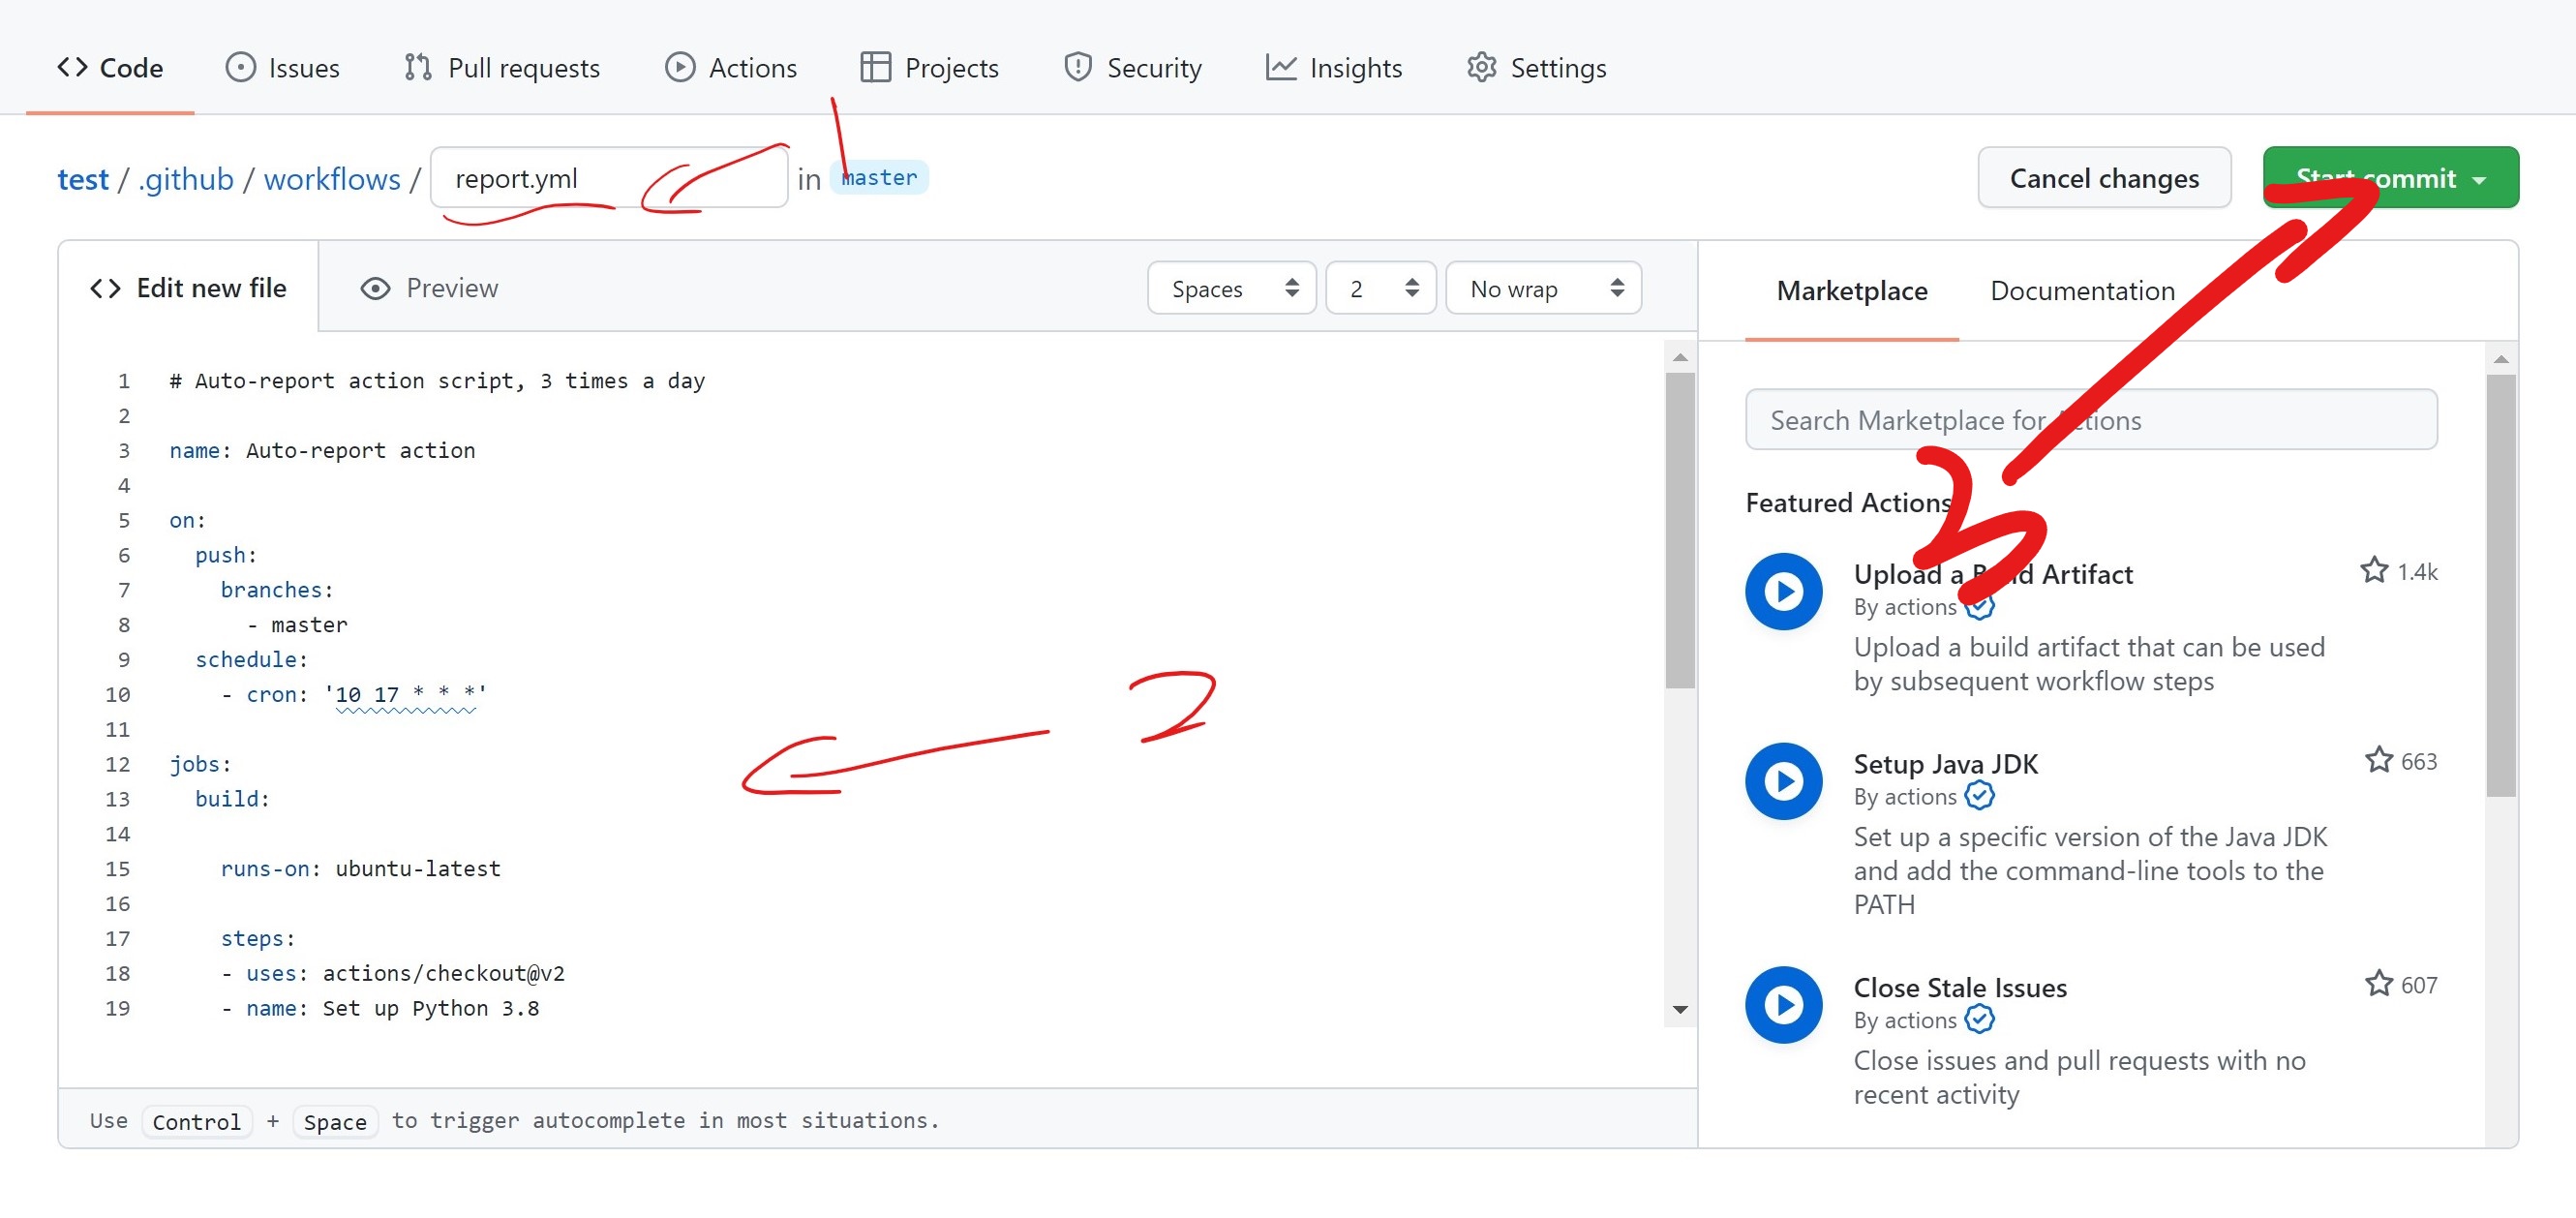 Code Issues Pull requests Actions Projects Security Insights Settings
1
test / .github / workflows / report.yml in master
Cancel changes
Start commit
Edit new file Preview
Spaces 2 No wrap
1 # Auto-report action script, 3 times a day
2
3 name: Auto-report action
4
5 on:
6   push:
7     branches:
8       - master
9   schedule:
10     - cron: '10 17 * * *'
11
12 jobs:
13   build:
14
15     runs-on: ubuntu-latest
16
17     steps:
18     - uses: actions/checkout@v2
19     - name: Set up Python 3.8
2
Use Control + Space to trigger autocomplete in most situations.
Marketplace Documentation
Search Marketplace for Actions
3
Featured Actions
Upload a Build Artifact 1.4k
By actions
Upload a build artifact that can be used
by subsequent workflow steps
Setup Java JDK 663
By actions
Set up a specific version of the Java JDK
and add the command-line tools to the
PATH
Close Stale Issues 607
By actions
Close issues and pull requests with no
recent activity